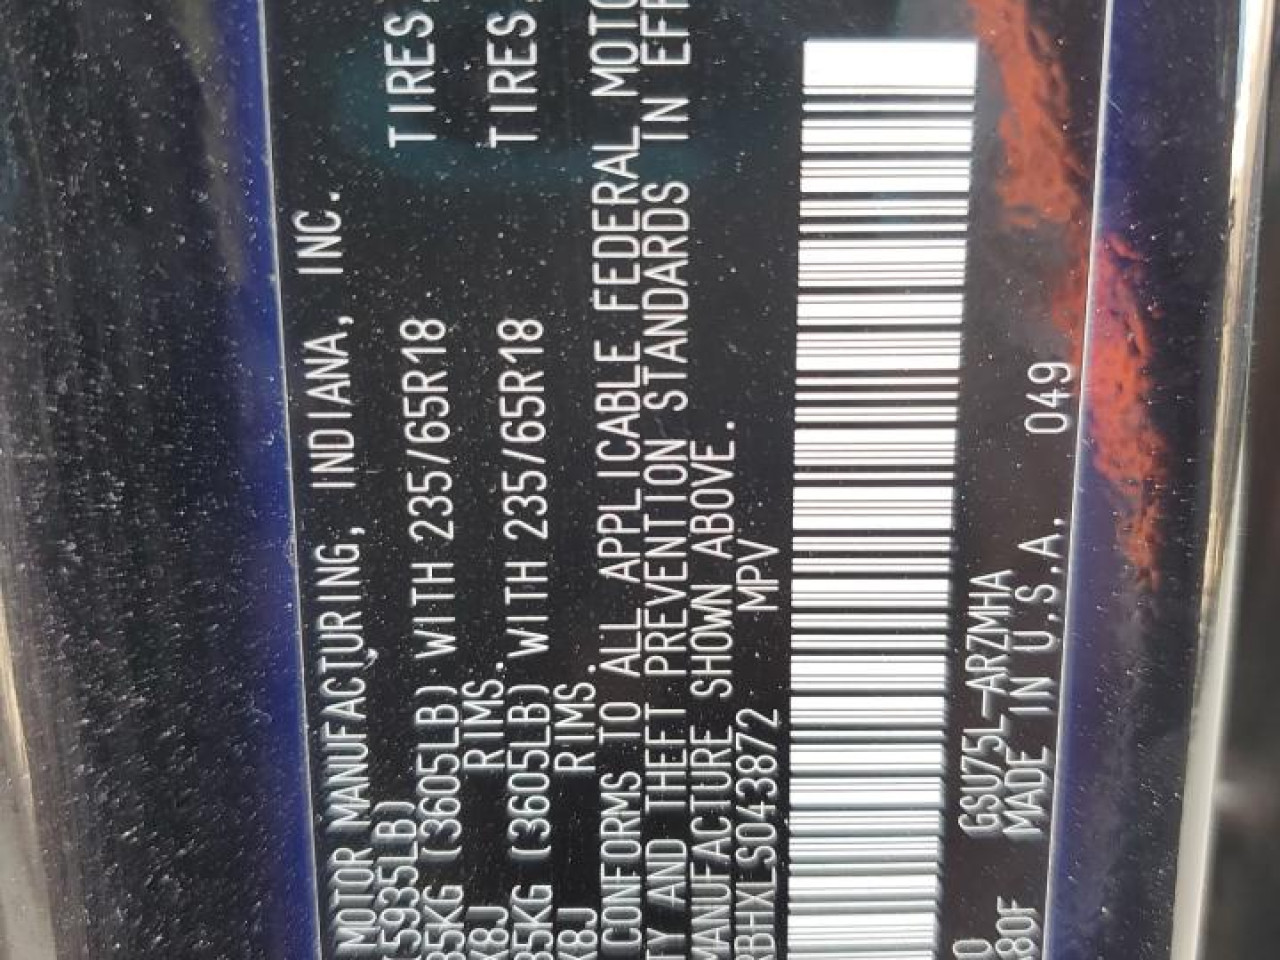 MOTOR MANUFACTURING, INDIANA, INC.
(5935LB)
35KG (3605LB) WITH 235/65R18 TIRES,
X8J RIMS.
35KG (3605LB) WITH 235/65R18 TIRES,
X8J RIMS.
CONFORMS TO ALL APPLICABLE FEDERAL MOTO
TY AND THEFT PREVENTION STANDARDS IN EFF
MANUFACTURE SHOWN ABOVE.
RBHXLS043872 MPV
0 GSU75L-ARZMHA
80F MADE IN U.S.A. 049